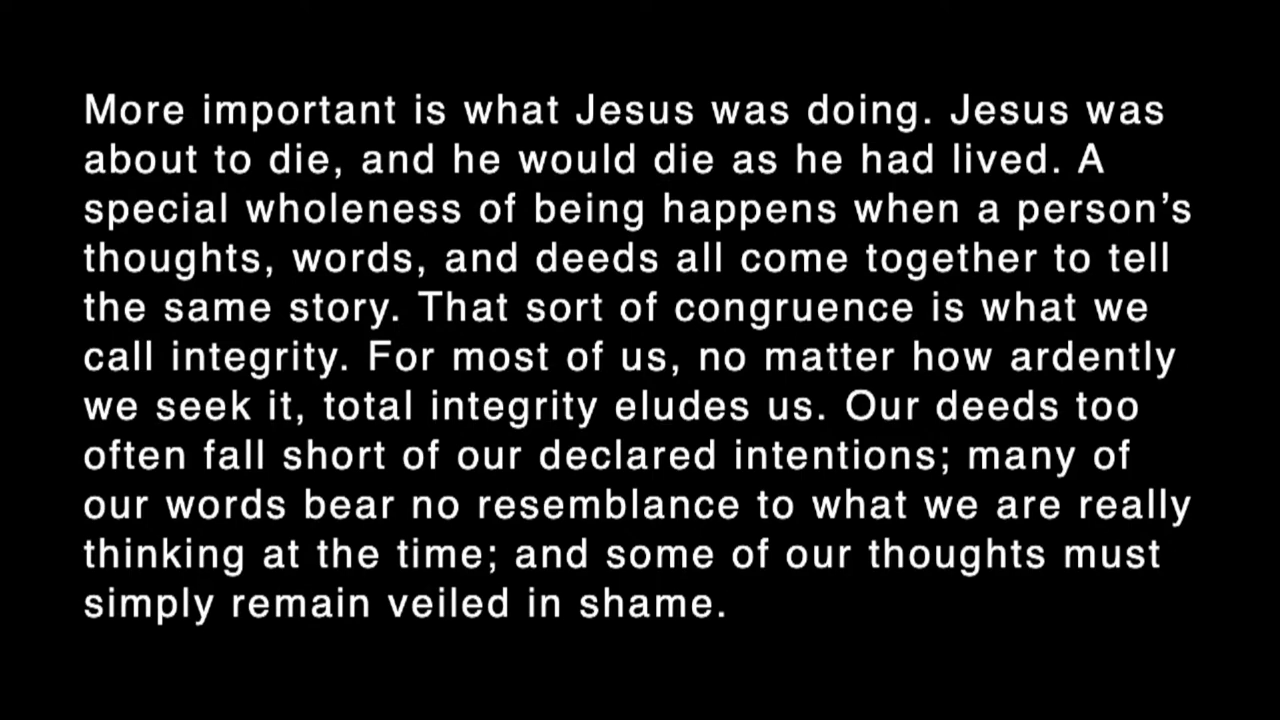 More important is what Jesus was doing. Jesus was
about to die, and he would die as he had lived. A
special wholeness of being happens when a person’s
thoughts, words, and deeds all come together to tell
the same story. That sort of congruence is what we
call integrity. For most of us, no matter how ardently
we seek it, total integrity eludes us. Our deeds too
often fall short of our declared intentions; many of
our words bear no resemblance to what we are really
thinking at the time; and some of our thoughts must
simply remain veiled in shame.